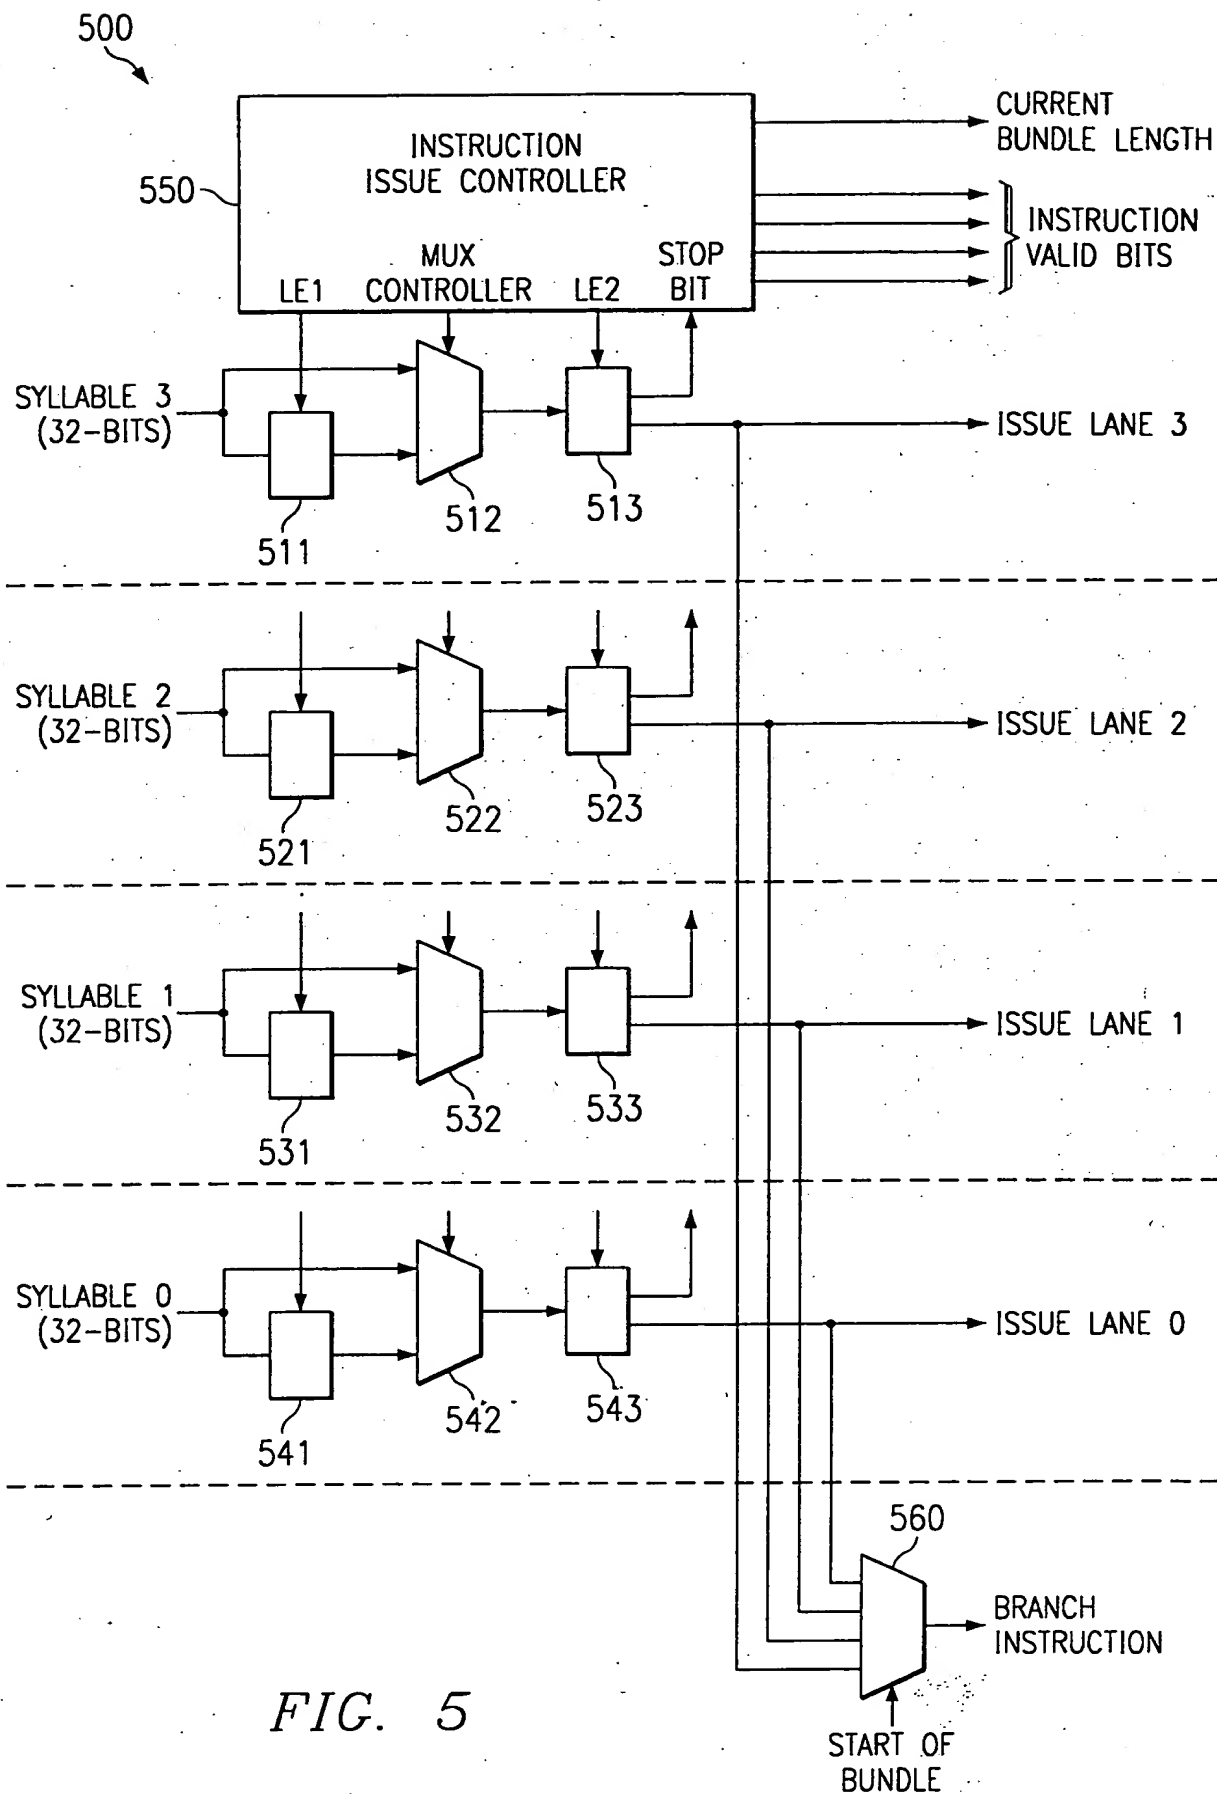 500
CURRENT
BUNDLE LENGTH
INSTRUCTION
ISSUE CONTROLLER
550
INSTRUCTION
VALID BITS
LE1
MUX
CONTROLLER
LE2
STOP
BIT
SYLLABLE 3
(32-BITS)
ISSUE LANE 3
511
512
513
SYLLABLE 2
(32-BITS)
ISSUE LANE 2
521
522
523
SYLLABLE 1
(32-BITS)
ISSUE LANE 1
531
532
533
SYLLABLE 0
(32-BITS)
ISSUE LANE 0
541
542
543
560
BRANCH
INSTRUCTION
START OF
BUNDLE
FIG. 5